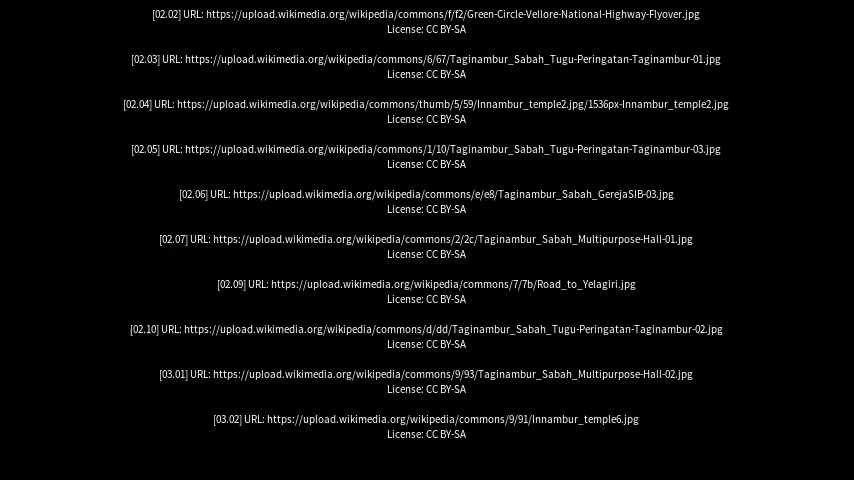 [02.02] URL: https://upload.wikimedia.org/wikipedia/commons/f/f2/Green-Circle-Vellore-National-Highway-Flyover.jpg
License: CC BY-SA
[02.03] URL: https://upload.wikimedia.org/wikipedia/commons/6/67/Taginambur_Sabah_Tugu-Peringatan-Taginambur-01.jpg
License: CC BY-SA
[02.04] URL: https://upload.wikimedia.org/wikipedia/commons/thumb/5/59/Innambur_temple2.jpg/1536px-Innambur_temple2.jpg
License: CC BY-SA
[02.05] URL: https://upload.wikimedia.org/wikipedia/commons/1/10/Taginambur_Sabah_Tugu-Peringatan-Taginambur-03.jpg
License: CC BY-SA
[02.06] URL: https://upload.wikimedia.org/wikipedia/commons/e/e8/Taginambur_Sabah_GerejaSIB-03.jpg
License: CC BY-SA
[02.07] URL: https://upload.wikimedia.org/wikipedia/commons/2/2c/Taginambur_Sabah_Multipurpose-Hall-01.jpg
License: CC BY-SA
[02.09] URL: https://upload.wikimedia.org/wikipedia/commons/7/7b/Road_to_Yelagiri.jpg
License: CC BY-SA
[02.10] URL: https://upload.wikimedia.org/wikipedia/commons/d/dd/Taginambur_Sabah_Tugu-Peringatan-Taginambur-02.jpg
License: CC BY-SA
[03.01] URL: https://upload.wikimedia.org/wikipedia/commons/9/93/Taginambur_Sabah_Multipurpose-Hall-02.jpg
License: CC BY-SA
[03.02] URL: https://upload.wikimedia.org/wikipedia/commons/9/91/Innambur_temple6.jpg
License: CC BY-SA